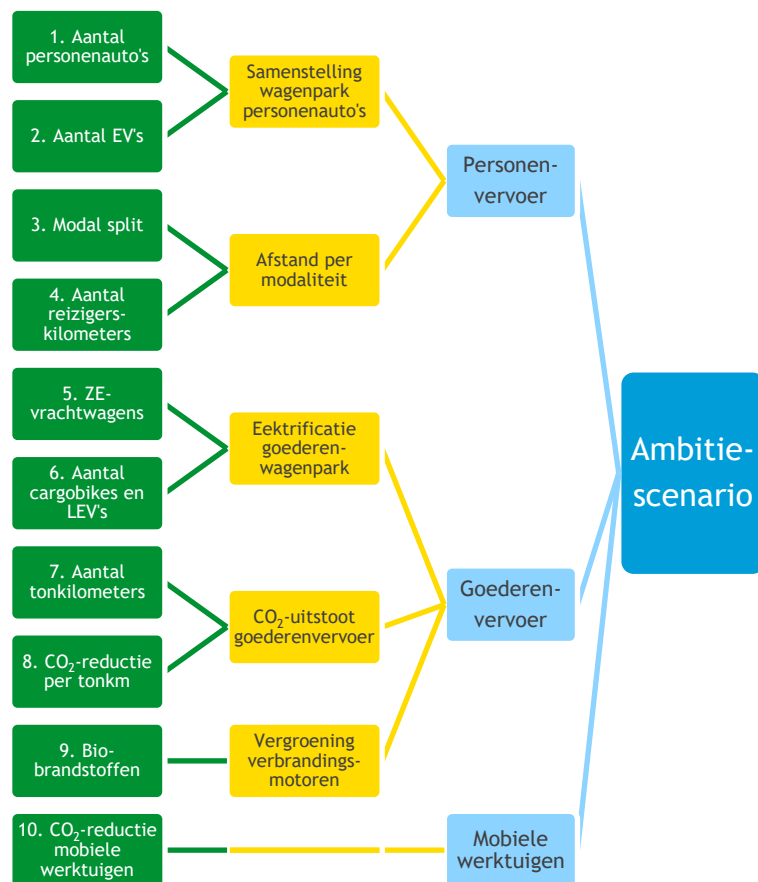 1. Aantal
personenauto's
2. Aantal EV's
3. Modal split
4. Aantal
reizigers-
kilometers
5. ZE-
vrachtwagens
6. Aantal
cargobikes en
LEV's
7. Aantal
tonkilometers
8. CO₂-reductie
per tonkm
9. Bio-
brandstoffen
10. CO₂-reductie
mobiele
werktuigen
Samenstelling
wagenpark
personenauto's
Afstand per
modaliteit
Eektrificatie
goederen-
wagenpark
CO₂-uitstoot
goederenvervoer
Vergroening
verbrandings-
motoren
Personen-
vervoer
Goederen-
vervoer
Mobiele
werktuigen
Ambitie-
scenario